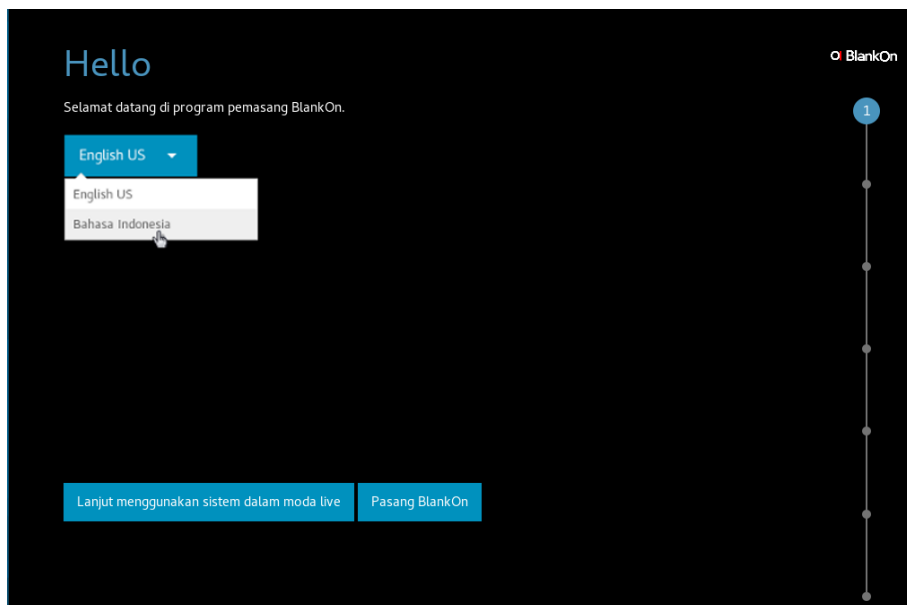 Hello
BlankOn
Selamat datang di program pemasang BlankOn.
1
English US
English US
Bahasa Indonesia
Lanjut menggunakan sistem dalam moda live
Pasang BlankOn